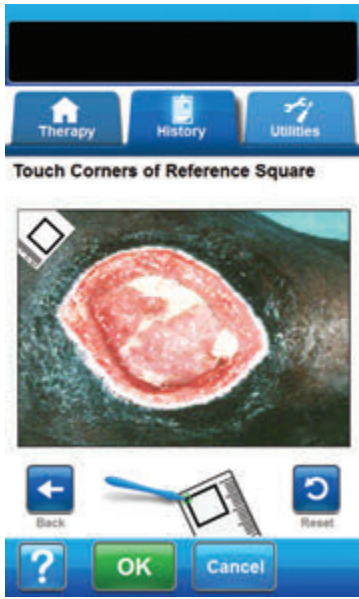 Therapy
History
Utilities
Touch Corners of Reference Square
Back
Reset
?
OK
Cancel